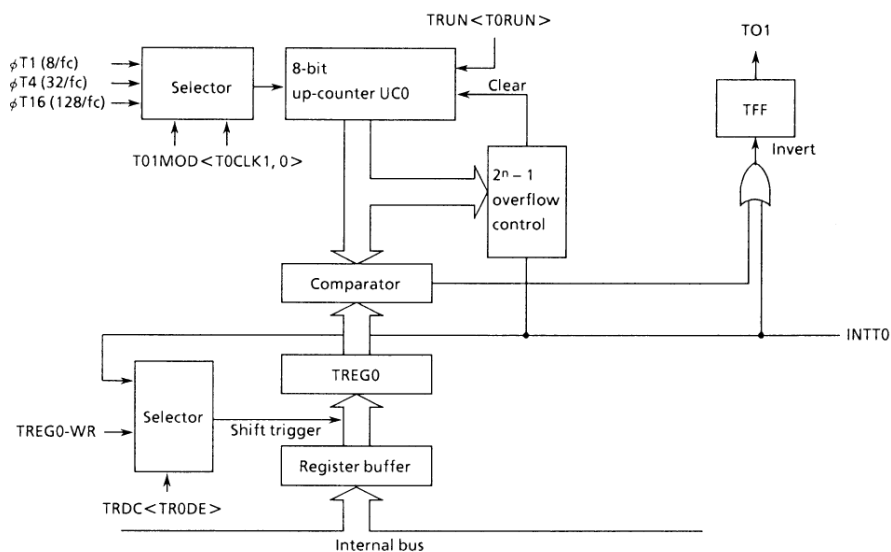 TRUN<T0RUN>
TO1
ϕT1 (8/fc)
ϕT4 (32/fc)
ϕT16 (128/fc)
Selector
8-bit
up-counter UC0
Clear
TFF
Invert
T01MOD<T0CLK1, 0>
2ⁿ – 1
overflow
control
Comparator
INTT0
TREG0
Selector
TREG0-WR
Shift trigger
Register buffer
TRDC<TR0DE>
Internal bus